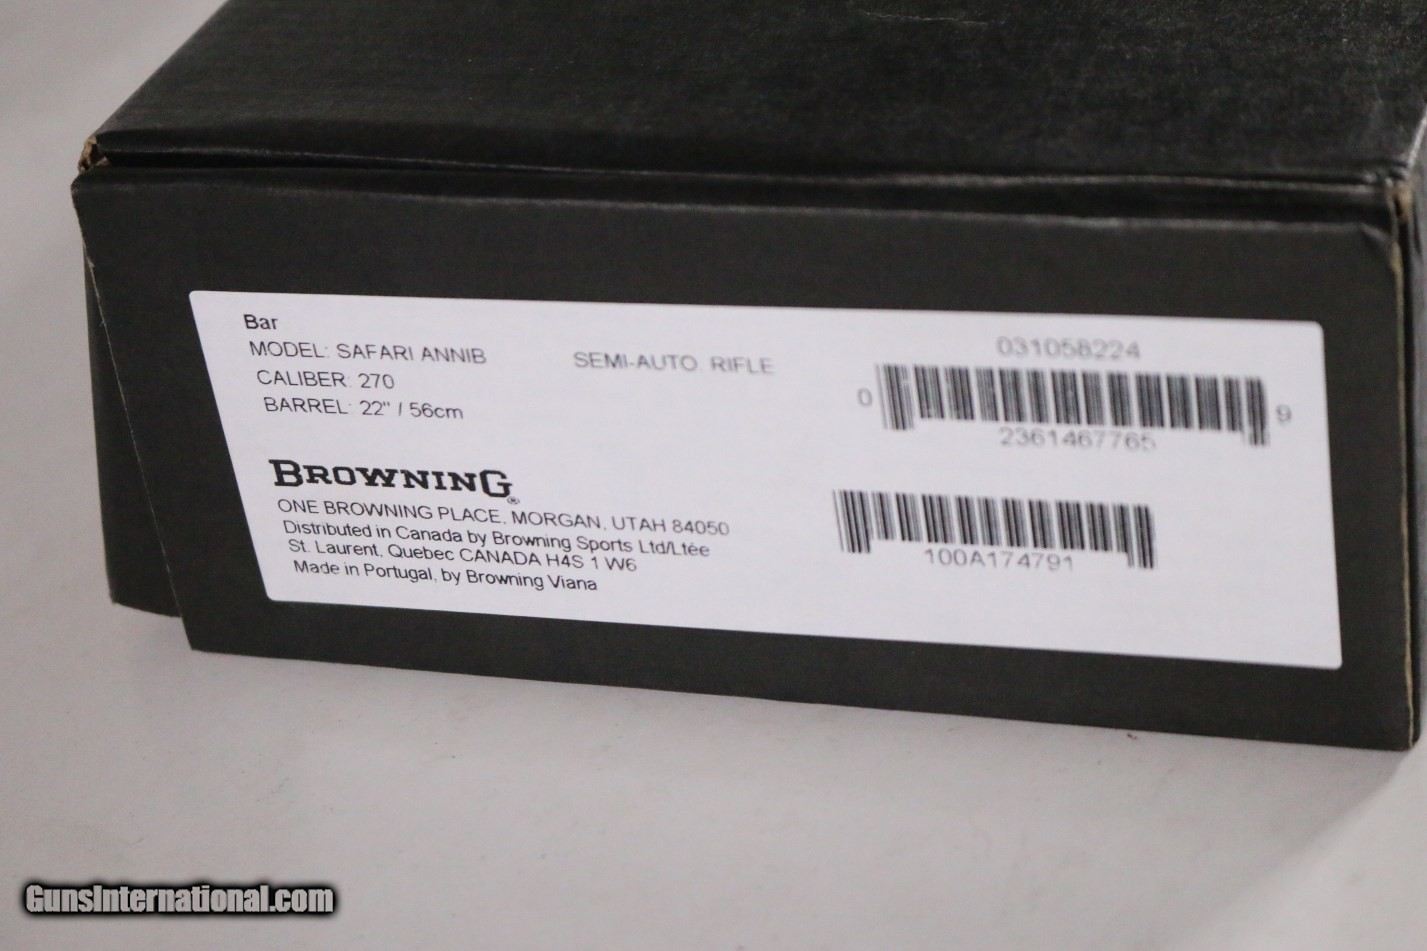 Bar
MODEL: SAFARI ANNIB
SEMI-AUTO RIFLE
CALIBER: 270
BARREL: 22" / 56cm
031058224
0 2361467765 9
BROWNING®
ONE BROWNING PLACE, MORGAN, UTAH 84050
Distributed in Canada by Browning Sports Ltd/Ltée
St. Laurent, Quebec CANADA H4S 1W6
Made in Portugal, by Browning Viana
100A174791
GunsInternational.com